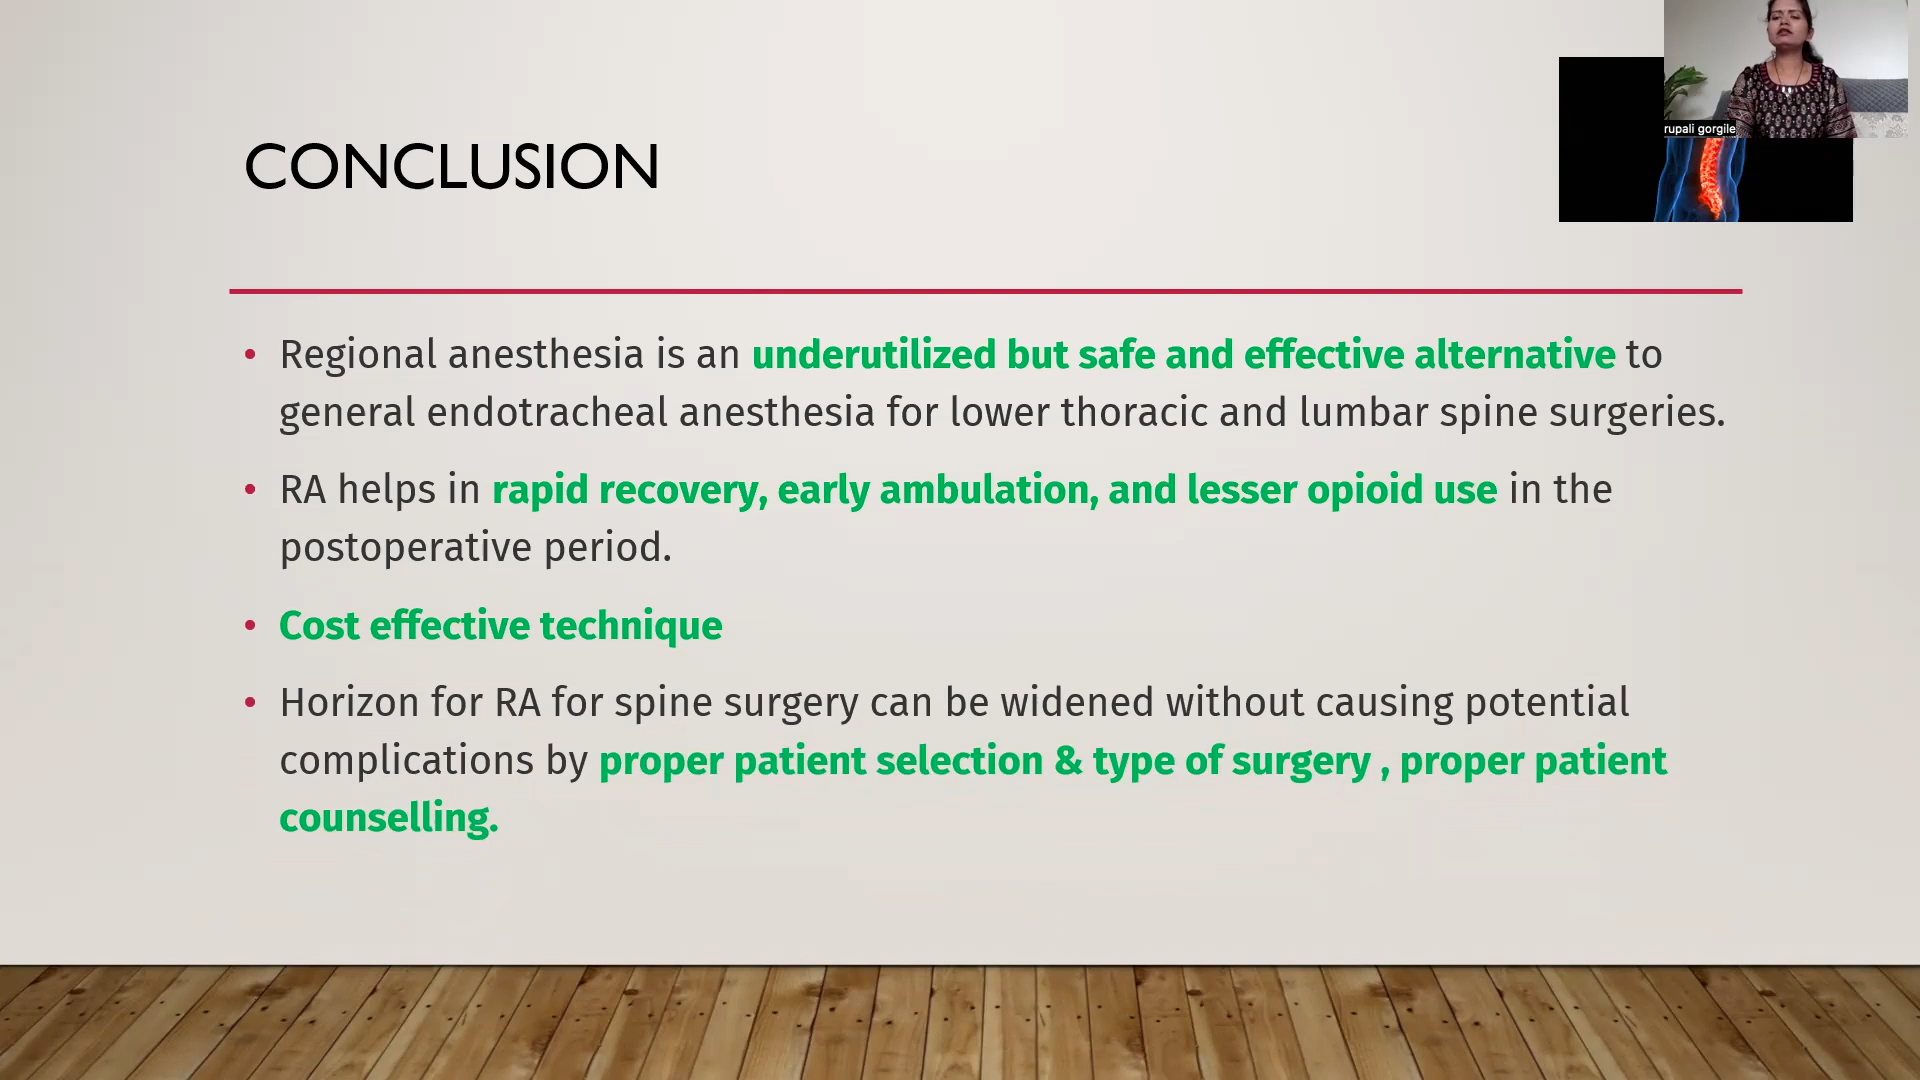 rupali gorgile
CONCLUSION
• Regional anesthesia is an underutilized but safe and effective alternative to
general endotracheal anesthesia for lower thoracic and lumbar spine surgeries.
• RA helps in rapid recovery, early ambulation, and lesser opioid use in the
postoperative period.
• Cost effective technique
• Horizon for RA for spine surgery can be widened without causing potential
complications by proper patient selection & type of surgery , proper patient
counselling.